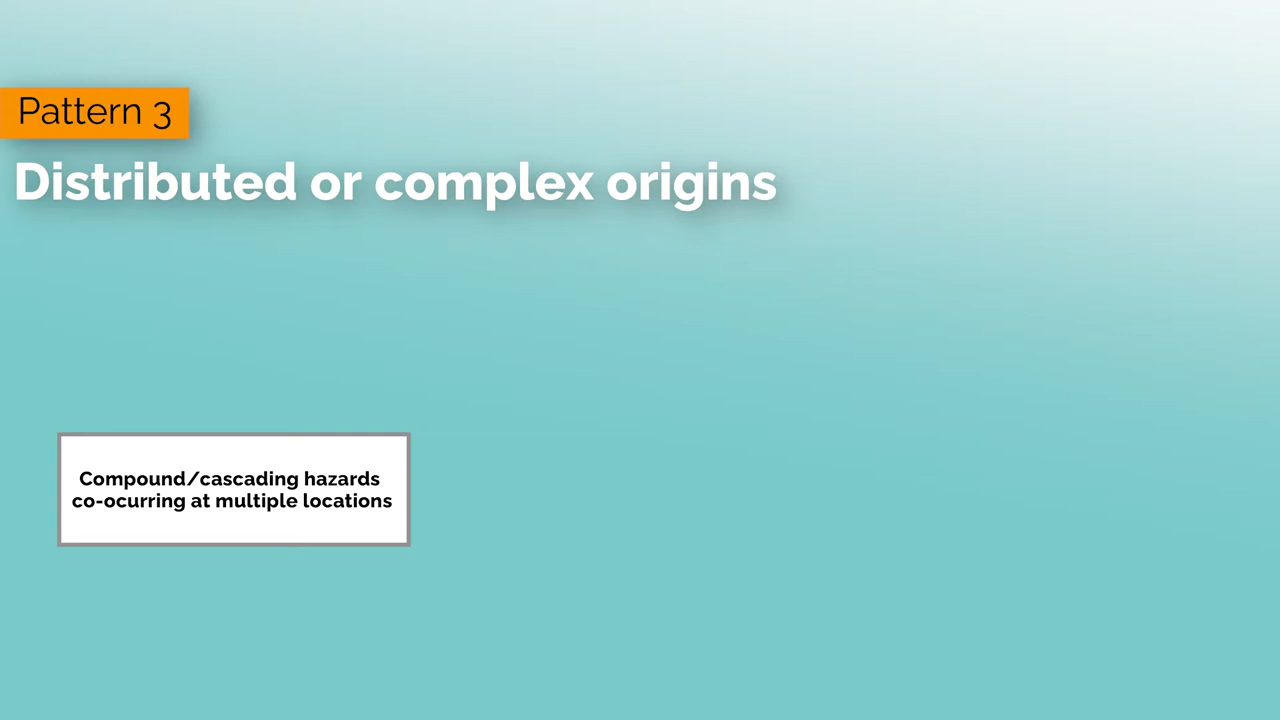 Pattern 3
Distributed or complex origins
Compound/cascading hazards
co-ocurring at multiple locations